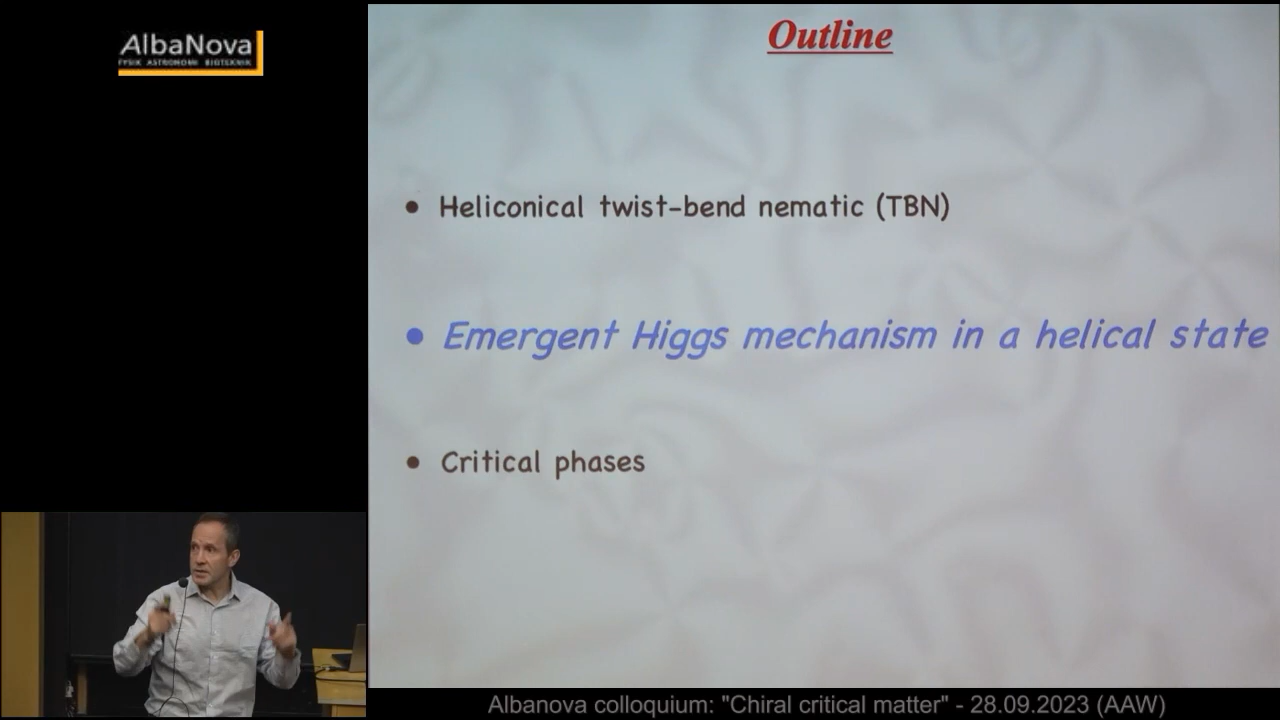 AlbaNova
FYSIK ASTRONOMI BIOTEKNIK
Outline
• Heliconical twist-bend nematic (TBN)
• Emergent Higgs mechanism in a helical state
• Critical phases
Albanova colloquium: "Chiral critical matter" - 28.09.2023 (AAW)